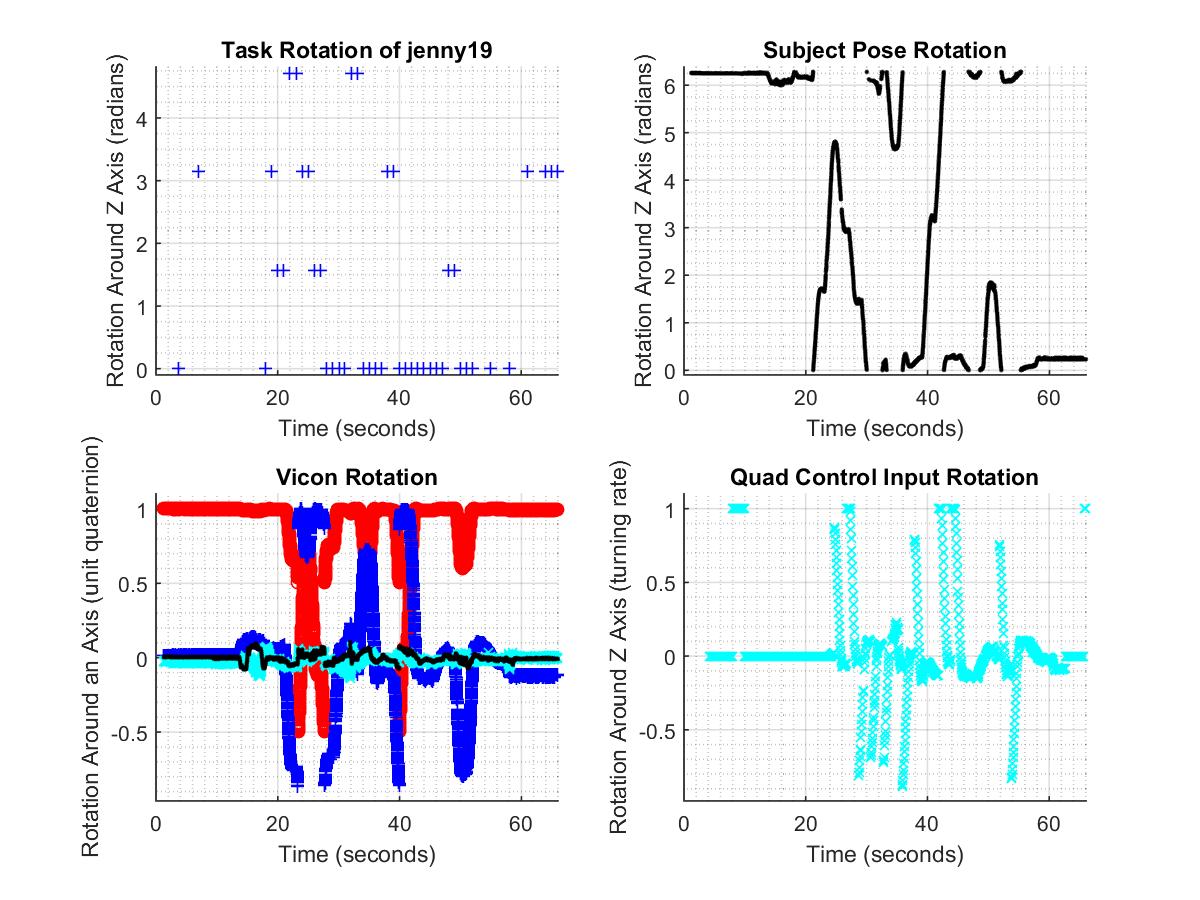 Task Rotation of jenny19
Rotation Around Z Axis (radians)
4
3
2
1
0
0 20 40 60
Time (seconds)
Subject Pose Rotation
Rotation Around Z Axis (radians)
6
5
4
3
2
1
0
0 20 40 60
Time (seconds)
Vicon Rotation
Rotation Around an Axis (unit quaternion)
1
0.5
0
-0.5
0 20 40 60
Time (seconds)
Quad Control Input Rotation
Rotation Around Z Axis (turning rate)
1
0.5
0
-0.5
0 20 40 60
Time (seconds)